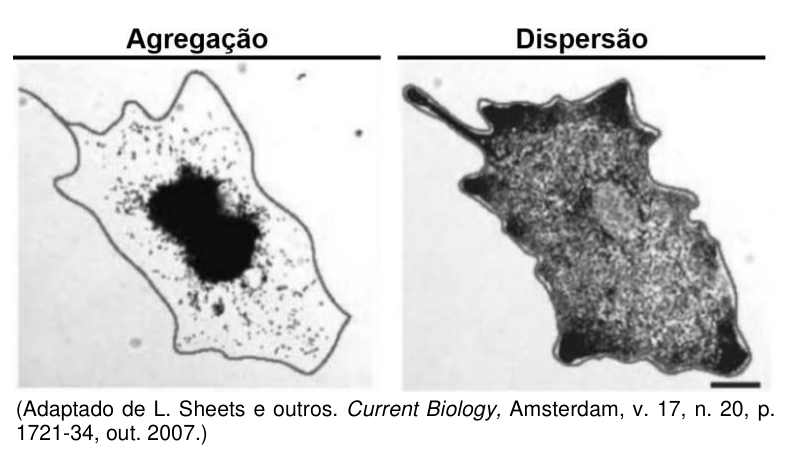 Agregação
Dispersão
(Adaptado de L. Sheets e outros. Current Biology, Amsterdam, v. 17, n. 20, p.
1721-34, out. 2007.)